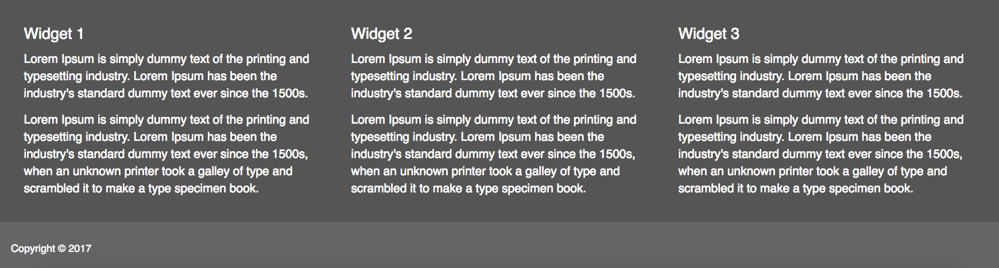 Widget 1
Lorem Ipsum is simply dummy text of the printing and
typesetting industry. Lorem Ipsum has been the
industry's standard dummy text ever since the 1500s.
Lorem Ipsum is simply dummy text of the printing and
typesetting industry. Lorem Ipsum has been the
industry's standard dummy text ever since the 1500s,
when an unknown printer took a galley of type and
scrambled it to make a type specimen book.
Widget 2
Lorem Ipsum is simply dummy text of the printing and
typesetting industry. Lorem Ipsum has been the
industry's standard dummy text ever since the 1500s.
Lorem Ipsum is simply dummy text of the printing and
typesetting industry. Lorem Ipsum has been the
industry's standard dummy text ever since the 1500s,
when an unknown printer took a galley of type and
scrambled it to make a type specimen book.
Widget 3
Lorem Ipsum is simply dummy text of the printing and
typesetting industry. Lorem Ipsum has been the
industry's standard dummy text ever since the 1500s.
Lorem Ipsum is simply dummy text of the printing and
typesetting industry. Lorem Ipsum has been the
industry's standard dummy text ever since the 1500s,
when an unknown printer took a galley of type and
scrambled it to make a type specimen book.
Copyright © 2017